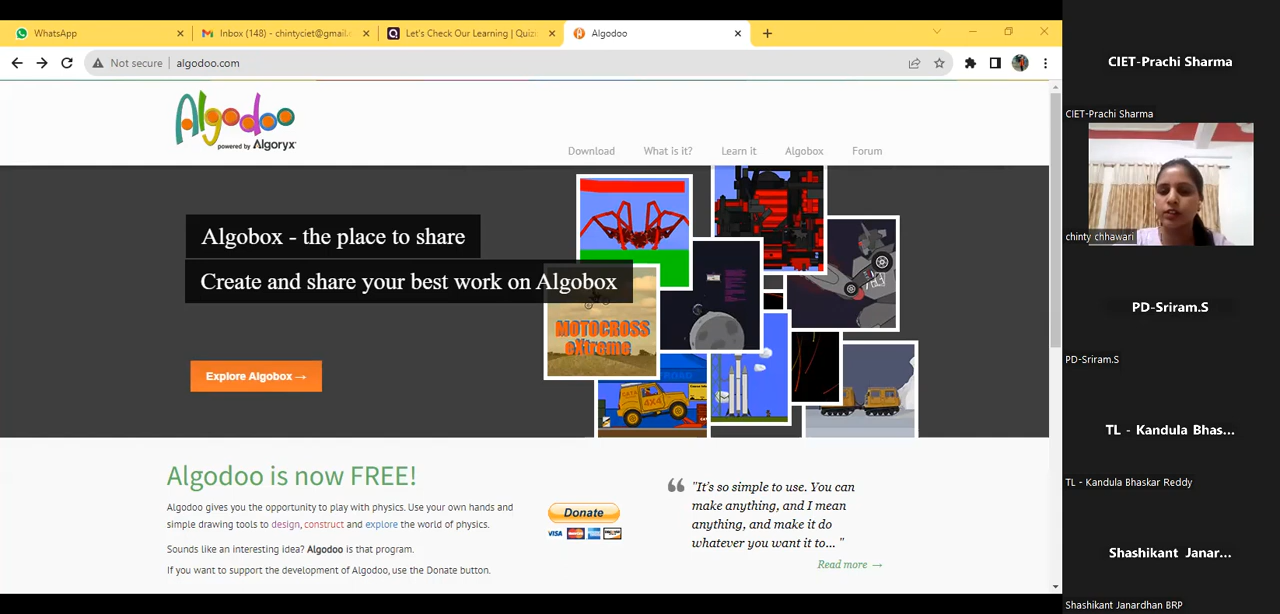 WhatsApp
Inbox (148) - chintyciet@gmail.
Let's Check Our Learning | Quizi
Algodoo
Not secure
algodoo.com
Algodoo
powered by Algoryx
Download
What is it?
Learn it
Algobox
Forum
Algobox - the place to share
Create and share your best work on Algobox
MOTOCROSS
eXtreme
4X4
Explore Algobox →
Algodoo is now FREE!
Algodoo gives you the opportunity to play with physics. Use your own hands and
simple drawing tools to design, construct and explore the world of physics.
Sounds like an interesting idea? Algodoo is that program.
If you want to support the development of Algodoo, use the Donate button.
Donate
VISA
"It's so simple to use. You can
make anything, and I mean
anything, and make it do
whatever you want it to... "
Read more →
CIET-Prachi Sharma
CIET-Prachi Sharma
chinty chhawari
PD-Sriram.S
PD-Sriram.S
TL - Kandula Bhas...
TL - Kandula Bhaskar Reddy
Shashikant Janar...
Shashikant Janardhan BRP